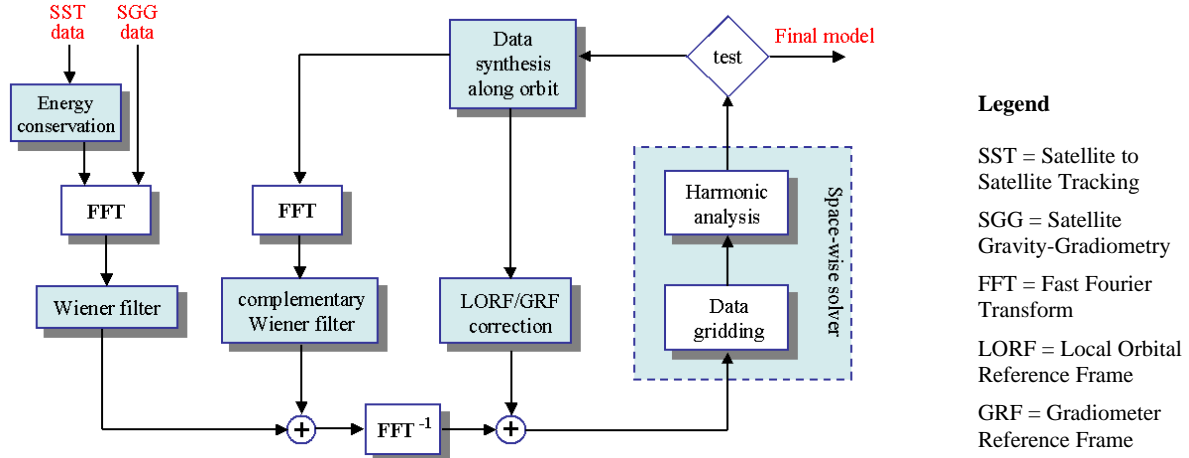 SST
data
SGG
data
Energy
conservation
FFT
Wiener filter
FFT
complementary
Wiener filter
Data
synthesis
along orbit
LORF/GRF
correction
+
FFT -1
+
test
Final model
Harmonic
analysis
Data
gridding
Space-wise solver
Legend
SST = Satellite to
Satellite Tracking
SGG = Satellite
Gravity-Gradiometry
FFT = Fast Fourier
Transform
LORF = Local Orbital
Reference Frame
GRF = Gradiometer
Reference Frame